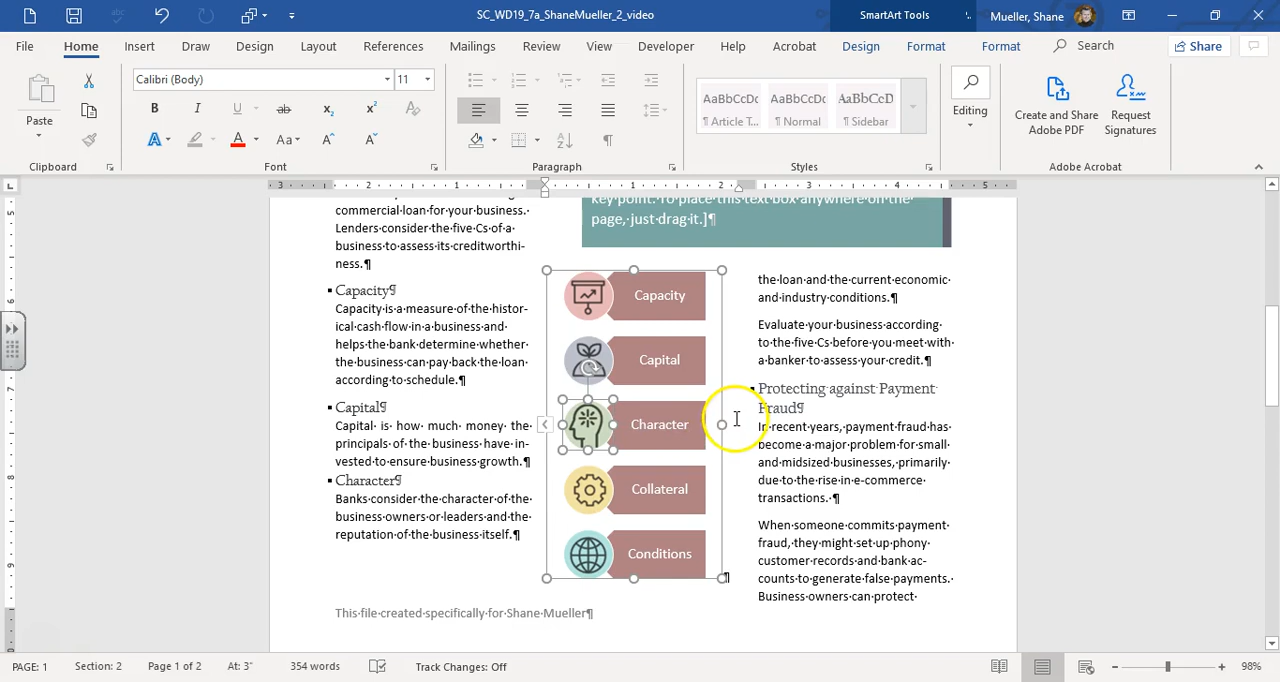 SC_WD19_7a_ShaneMueller_2_video
SmartArt Tools
Mueller, Shane
File Home Insert Draw Design Layout References Mailings Review View Developer Help Acrobat Design Format Format Search Share
Paste
Calibri (Body) 11
AaBbCcDc AaBbCcDc AaBbCcD
¶ Article T... ¶ Normal ¶ Sidebar
Editing
Create and Share Adobe PDF
Request Signatures
Clipboard Font Paragraph Styles Adobe Acrobat
key·point.·To·place·this·text·box·anywhere·on·the·
page,·just·drag·it.]¶
commercial·loan·for·your·business.·
Lenders·consider·the·five·Cs·of·a·
business·to·assess·its·creditworthi-
ness.¶
Capacity¶
Capacity·is·a·measure·of·the·histor-
ical·cash·flow·in·a·business·and·
helps·the·bank·determine·whether·
the·business·can·pay·back·the·loan·
according·to·schedule.¶
Capital¶
Capital·is·how·much·money·the·
principals·of·the·business·have·in-
vested·to·ensure·business·growth.¶
Character¶
Banks·consider·the·character·of·the·
business·owners·or·leaders·and·the·
reputation·of·the·business·itself.¶
Capacity
Capital
Character
Collateral
Conditions
¶
the·loan·and·the·current·economic·
and·industry·conditions.¶
Evaluate·your·business·according·
to·the·five·Cs·before·you·meet·with·
a·banker·to·assess·your·credit.¶
Protecting·against·Payment·
Fraud¶
In·recent·years,·payment·fraud·has·
become·a·major·problem·for·small·
and·midsized·businesses,·primarily·
due·to·the·rise·in·e-commerce·
transactions.·¶
When·someone·commits·payment·
fraud,·they·might·set·up·phony·
customer·records·and·bank·ac-
counts·to·generate·false·payments.·
Business·owners·can·protect·
This·file·created·specifically·for·Shane·Mueller¶
PAGE: 1 Section: 2 Page 1 of 2 At: 3" 354 words Track Changes: Off 98%